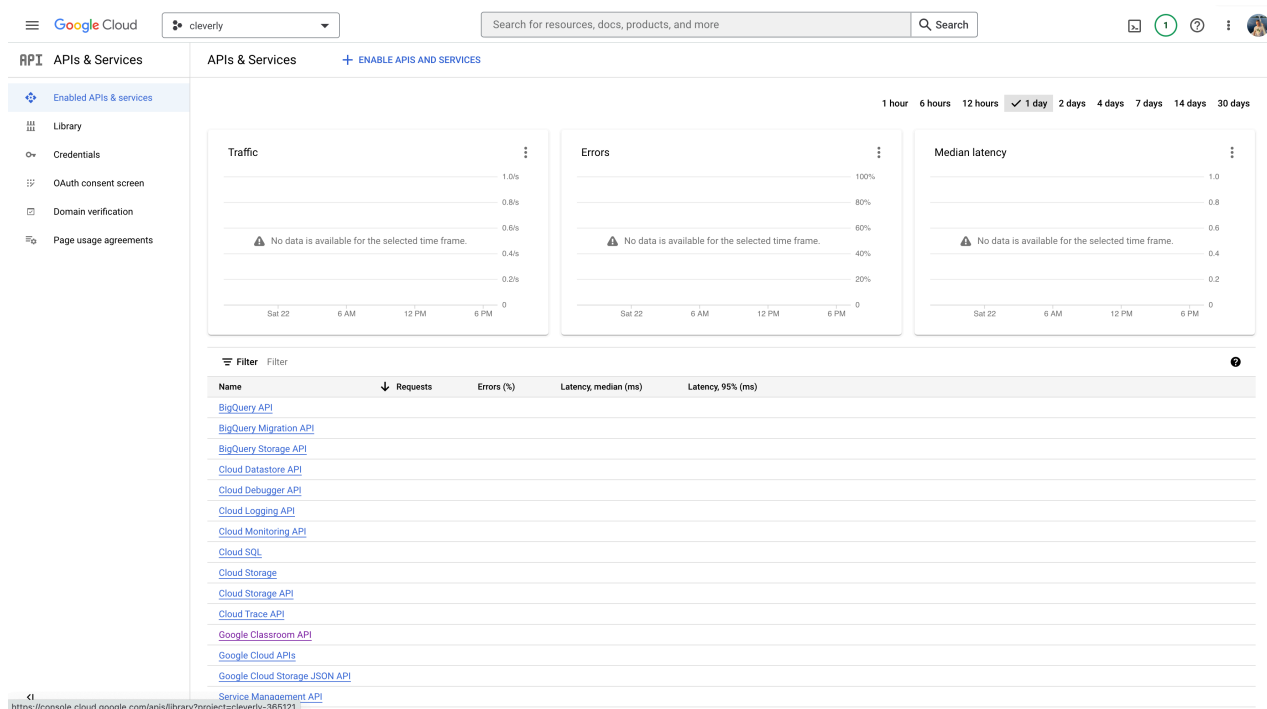 Google Cloud
cleverly
Search for resources, docs, products, and more
Search
1
API APIs & Services
APIs & Services
ENABLE APIS AND SERVICES
Enabled APIs & services
Library
Credentials
OAuth consent screen
Domain verification
Page usage agreements
1 hour 6 hours 12 hours 1 day 2 days 4 days 7 days 14 days 30 days
Traffic
1.0/s
0.8/s
0.6/s
No data is available for the selected time frame.
0.4/s
0.2/s
0
Sat 22 6 AM 12 PM 6 PM
Errors
100%
80%
60%
No data is available for the selected time frame.
40%
20%
0
Sat 22 6 AM 12 PM 6 PM
Median latency
1.0
0.8
0.6
No data is available for the selected time frame.
0.4
0.2
0
Sat 22 6 AM 12 PM 6 PM
Filter Filter
Name Requests Errors (%) Latency, median (ms) Latency, 95% (ms)
BigQuery API
BigQuery Migration API
BigQuery Storage API
Cloud Datastore API
Cloud Debugger API
Cloud Logging API
Cloud Monitoring API
Cloud SQL
Cloud Storage
Cloud Storage API
Cloud Trace API
Google Classroom API
Google Cloud APIs
Google Cloud Storage JSON API
Service Management API
https://console.cloud.google.com/apis/library?project=cleverly-365121